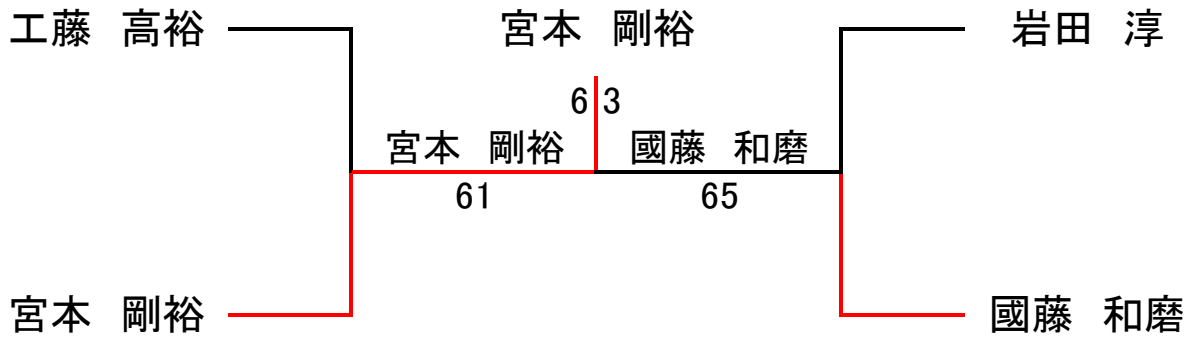 工藤　高裕
宮本　剛裕
岩田　淳
6 3
宮本　剛裕
國藤　和磨
61
65
宮本　剛裕
國藤　和磨